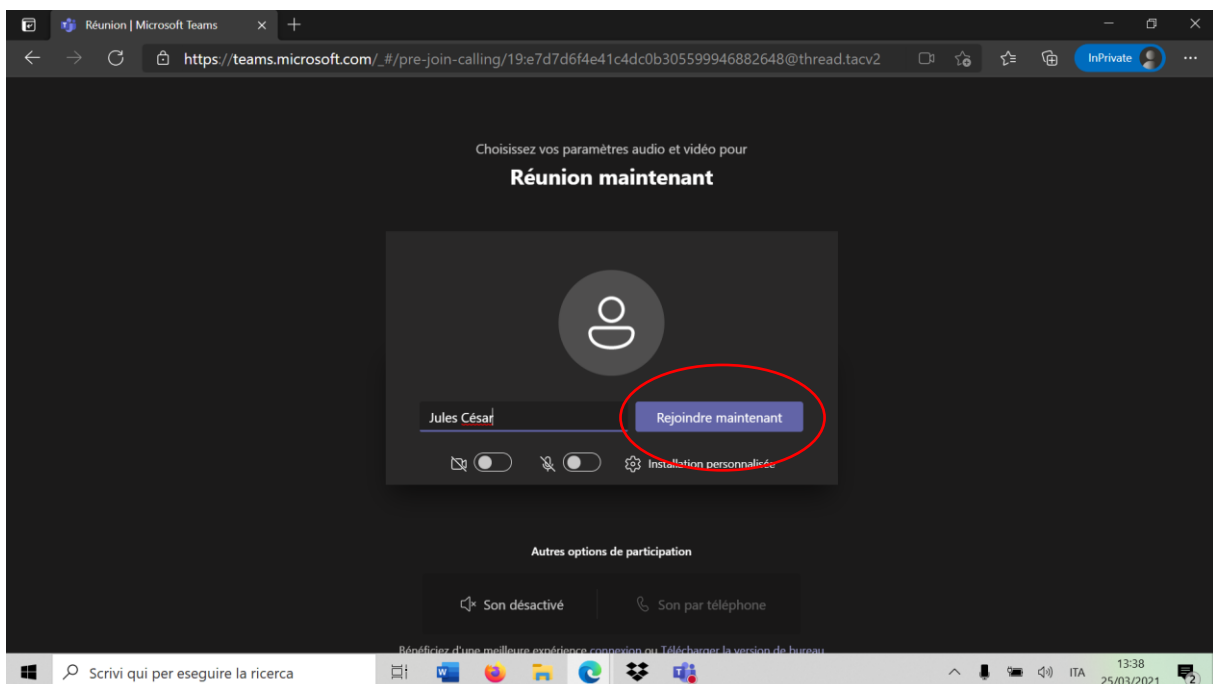 Réunion | Microsoft Teams
https://teams.microsoft.com/_#/pre-join-calling/19:e7d7d6f4e41c4dc0b305599946882648@thread.tacv2
InPrivate
Choisissez vos paramètres audio et vidéo pour
Réunion maintenant
Jules César
Rejoindre maintenant
Installation personnalisée
Autres options de participation
Son désactivé
Son par téléphone
Bénéficiez d'une meilleure expérience connexion ou Télécharger la version de bureau
Scrivi qui per eseguire la ricerca
ITA
13:38
25/03/2021
2